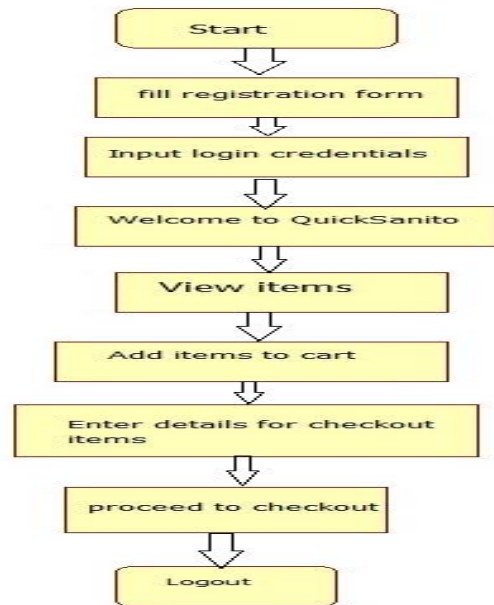 Start
fill registration form
Input login credentials
Welcome to QuickSanito
View items
Add items to cart
Enter details for checkout
items
proceed to checkout
Logout